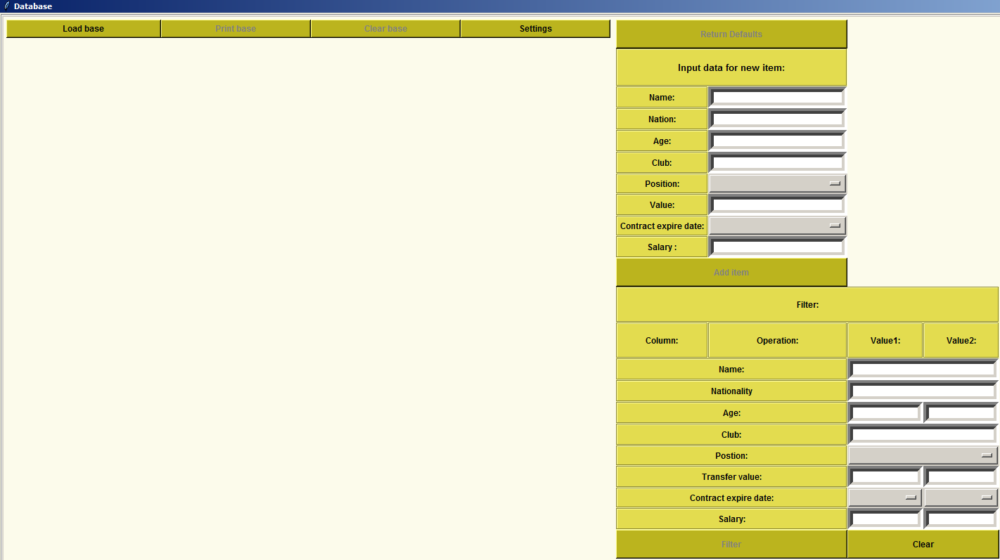 Database
Load base Print base Clear base Settings
Return Defaults
Input data for new item:
Name:
Nation:
Age:
Club:
Position:
Value:
Contract expire date:
Salary :
Add item
Filter:
Column: Operation: Value1: Value2:
Name:
Nationality
Age:
Club:
Postion:
Transfer value:
Contract expire date:
Salary:
Filter Clear